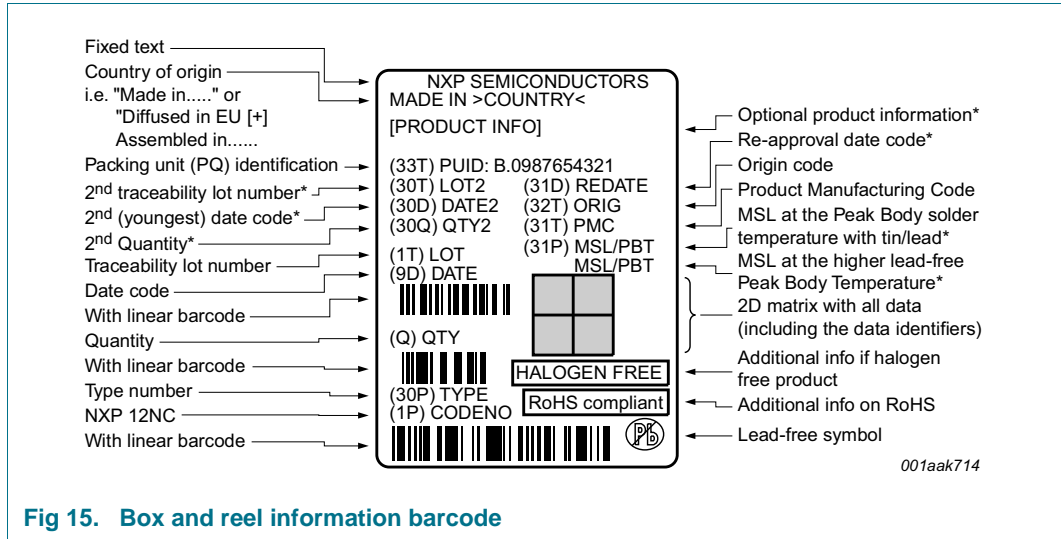 Fixed text
Country of origin
i.e. "Made in....." or
"Diffused in EU [+]
Assembled in......
Packing unit (PQ) identification
2nd traceability lot number*
2nd (youngest) date code*
2nd Quantity*
Traceability lot number
Date code
With linear barcode
Quantity
With linear barcode
Type number
NXP 12NC
With linear barcode
NXP SEMICONDUCTORS
MADE IN >COUNTRY<
[PRODUCT INFO]
(33T) PUID: B.0987654321
(30T) LOT2 (31D) REDATE
(30D) DATE2 (32T) ORIG
(30Q) QTY2 (31T) PMC
(31P) MSL/PBT
(1T) LOT MSL/PBT
(9D) DATE
(Q) QTY
HALOGEN FREE
(30P) TYPE
(1P) CODENO
RoHS compliant
Pb
Optional product information*
Re-approval date code*
Origin code
Product Manufacturing Code
MSL at the Peak Body solder
temperature with tin/lead*
MSL at the higher lead-free
Peak Body Temperature*
2D matrix with all data
(including the data identifiers)
Additional info if halogen
free product
Additional info on RoHS
Lead-free symbol
001aak714
Fig 15. Box and reel information barcode